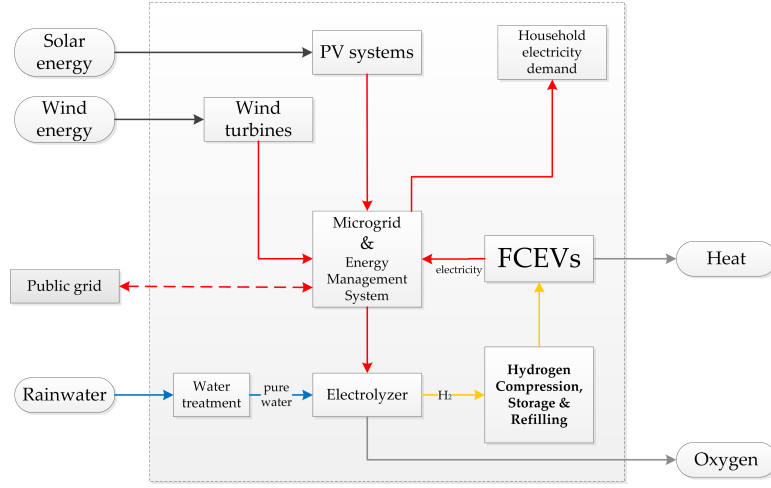 Solar
energy
PV systems
Household
electricity
demand
Wind
energy
Wind
turbines
Microgrid
&
Energy
Management
System
electricity
FCEVs
Heat
Public grid
Rainwater
Water
treatment
pure
water
Electrolyzer
H₂
Hydrogen
Compression,
Storage &
Refilling
Oxygen